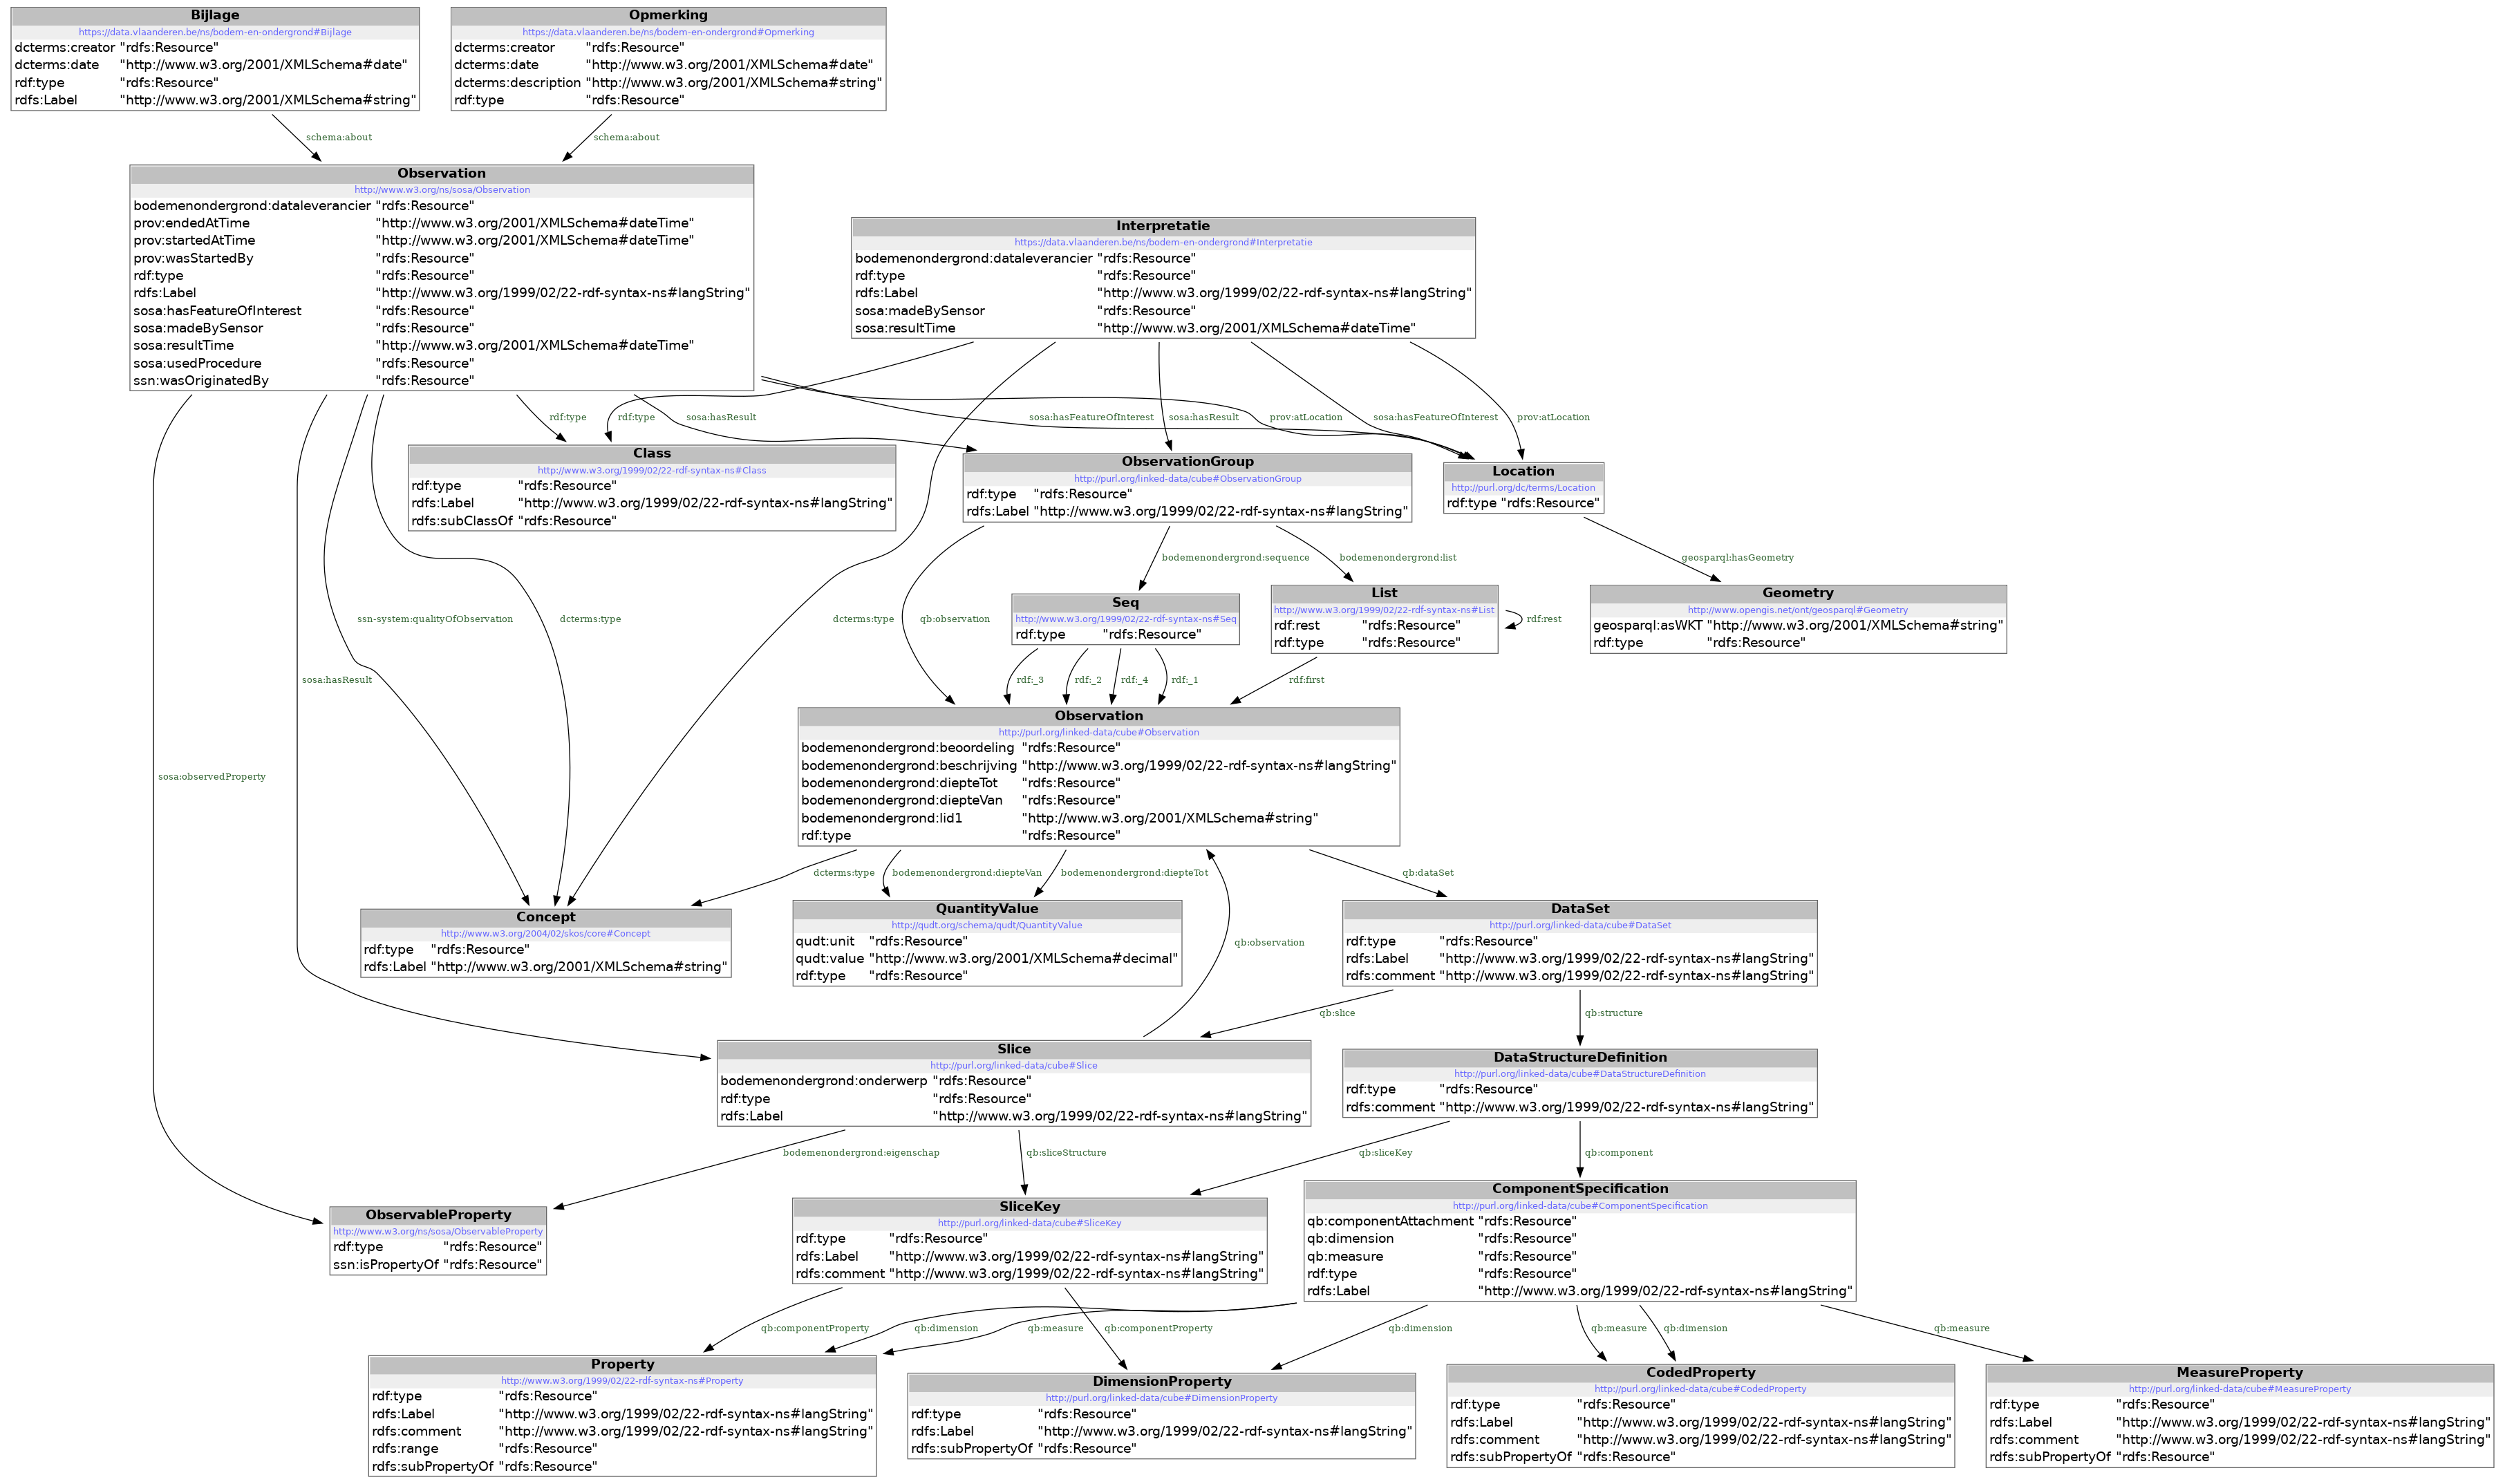 Bijlage
https://data.vlaanderen.be/ns/bodem-en-ondergrond#Bijlage
dcterms:creator "rdfs:Resource"
dcterms:date "http://www.w3.org/2001/XMLSchema#date"
rdf:type "rdfs:Resource"
rdfs:Label "http://www.w3.org/2001/XMLSchema#string"
Opmerking
https://data.vlaanderen.be/ns/bodem-en-ondergrond#Opmerking
dcterms:creator "rdfs:Resource"
dcterms:date "http://www.w3.org/2001/XMLSchema#date"
dcterms:description "http://www.w3.org/2001/XMLSchema#string"
rdf:type "rdfs:Resource"
schema:about
schema:about
Observation
http://www.w3.org/ns/sosa/Observation
bodemenondergrond:dataleverancier "rdfs:Resource"
prov:endedAtTime "http://www.w3.org/2001/XMLSchema#dateTime"
prov:startedAtTime "http://www.w3.org/2001/XMLSchema#dateTime"
prov:wasStartedBy "rdfs:Resource"
rdf:type "rdfs:Resource"
rdfs:Label "http://www.w3.org/1999/02/22-rdf-syntax-ns#langString"
sosa:hasFeatureOfInterest "rdfs:Resource"
sosa:madeBySensor "rdfs:Resource"
sosa:resultTime "http://www.w3.org/2001/XMLSchema#dateTime"
sosa:usedProcedure "rdfs:Resource"
ssn:wasOriginatedBy "rdfs:Resource"
Interpretatie
https://data.vlaanderen.be/ns/bodem-en-ondergrond#Interpretatie
bodemenondergrond:dataleverancier "rdfs:Resource"
rdf:type "rdfs:Resource"
rdfs:Label "http://www.w3.org/1999/02/22-rdf-syntax-ns#langString"
sosa:madeBySensor "rdfs:Resource"
sosa:resultTime "http://www.w3.org/2001/XMLSchema#dateTime"
rdf:type
rdf:type
sosa:hasResult
sosa:hasFeatureOfInterest
sosa:hasResult
prov:atLocation
sosa:hasFeatureOfInterest
prov:atLocation
Class
http://www.w3.org/1999/02/22-rdf-syntax-ns#Class
rdf:type "rdfs:Resource"
rdfs:Label "http://www.w3.org/1999/02/22-rdf-syntax-ns#langString"
rdfs:subClassOf "rdfs:Resource"
ObservationGroup
http://purl.org/linked-data/cube#ObservationGroup
rdf:type "rdfs:Resource"
rdfs:Label "http://www.w3.org/1999/02/22-rdf-syntax-ns#langString"
Location
http://purl.org/dc/terms/Location
rdf:type "rdfs:Resource"
bodemenondergrond:sequence
bodemenondergrond:list
geosparql:hasGeometry
ssn-system:qualityOfObservation
dcterms:type
dcterms:type
qb:observation
Seq
http://www.w3.org/1999/02/22-rdf-syntax-ns#Seq
rdf:type "rdfs:Resource"
List
http://www.w3.org/1999/02/22-rdf-syntax-ns#List
rdf:rest "rdfs:Resource"
rdf:type "rdfs:Resource"
rdf:rest
Geometry
http://www.opengis.net/ont/geosparql#Geometry
geosparql:asWKT "http://www.w3.org/2001/XMLSchema#string"
rdf:type "rdfs:Resource"
sosa:hasResult
rdf:_3
rdf:_2
rdf:_4
rdf:_1
rdf:first
sosa:observedProperty
Observation
http://purl.org/linked-data/cube#Observation
bodemenondergrond:beoordeling "rdfs:Resource"
bodemenondergrond:beschrijving "http://www.w3.org/1999/02/22-rdf-syntax-ns#langString"
bodemenondergrond:diepteTot "rdfs:Resource"
bodemenondergrond:diepteVan "rdfs:Resource"
bodemenondergrond:lid1 "http://www.w3.org/2001/XMLSchema#string"
rdf:type "rdfs:Resource"
dcterms:type
bodemenondergrond:diepteVan
bodemenondergrond:diepteTot
qb:dataSet
Concept
http://www.w3.org/2004/02/skos/core#Concept
rdf:type "rdfs:Resource"
rdfs:Label "http://www.w3.org/2001/XMLSchema#string"
QuantityValue
http://qudt.org/schema/qudt/QuantityValue
qudt:unit "rdfs:Resource"
qudt:value "http://www.w3.org/2001/XMLSchema#decimal"
rdf:type "rdfs:Resource"
qb:observation
DataSet
http://purl.org/linked-data/cube#DataSet
rdf:type "rdfs:Resource"
rdfs:Label "http://www.w3.org/1999/02/22-rdf-syntax-ns#langString"
rdfs:comment "http://www.w3.org/1999/02/22-rdf-syntax-ns#langString"
qb:slice
qb:structure
Slice
http://purl.org/linked-data/cube#Slice
bodemenondergrond:onderwerp "rdfs:Resource"
rdf:type "rdfs:Resource"
rdfs:Label "http://www.w3.org/1999/02/22-rdf-syntax-ns#langString"
DataStructureDefinition
http://purl.org/linked-data/cube#DataStructureDefinition
rdf:type "rdfs:Resource"
rdfs:comment "http://www.w3.org/1999/02/22-rdf-syntax-ns#langString"
bodemenondergrond:eigenschap
qb:sliceStructure
qb:sliceKey
qb:component
ObservableProperty
http://www.w3.org/ns/sosa/ObservableProperty
rdf:type "rdfs:Resource"
ssn:isPropertyOf "rdfs:Resource"
SliceKey
http://purl.org/linked-data/cube#SliceKey
rdf:type "rdfs:Resource"
rdfs:Label "http://www.w3.org/1999/02/22-rdf-syntax-ns#langString"
rdfs:comment "http://www.w3.org/1999/02/22-rdf-syntax-ns#langString"
ComponentSpecification
http://purl.org/linked-data/cube#ComponentSpecification
qb:componentAttachment "rdfs:Resource"
qb:dimension "rdfs:Resource"
qb:measure "rdfs:Resource"
rdf:type "rdfs:Resource"
rdfs:Label "http://www.w3.org/1999/02/22-rdf-syntax-ns#langString"
qb:componentProperty
qb:dimension
qb:measure
qb:componentProperty
qb:dimension
qb:measure
qb:dimension
qb:measure
Property
http://www.w3.org/1999/02/22-rdf-syntax-ns#Property
rdf:type "rdfs:Resource"
rdfs:Label "http://www.w3.org/1999/02/22-rdf-syntax-ns#langString"
rdfs:comment "http://www.w3.org/1999/02/22-rdf-syntax-ns#langString"
rdfs:range "rdfs:Resource"
rdfs:subPropertyOf "rdfs:Resource"
DimensionProperty
http://purl.org/linked-data/cube#DimensionProperty
rdf:type "rdfs:Resource"
rdfs:Label "http://www.w3.org/1999/02/22-rdf-syntax-ns#langString"
rdfs:subPropertyOf "rdfs:Resource"
CodedProperty
http://purl.org/linked-data/cube#CodedProperty
rdf:type "rdfs:Resource"
rdfs:Label "http://www.w3.org/1999/02/22-rdf-syntax-ns#langString"
rdfs:comment "http://www.w3.org/1999/02/22-rdf-syntax-ns#langString"
rdfs:subPropertyOf "rdfs:Resource"
MeasureProperty
http://purl.org/linked-data/cube#MeasureProperty
rdf:type "rdfs:Resource"
rdfs:Label "http://www.w3.org/1999/02/22-rdf-syntax-ns#langString"
rdfs:comment "http://www.w3.org/1999/02/22-rdf-syntax-ns#langString"
rdfs:subPropertyOf "rdfs:Resource"